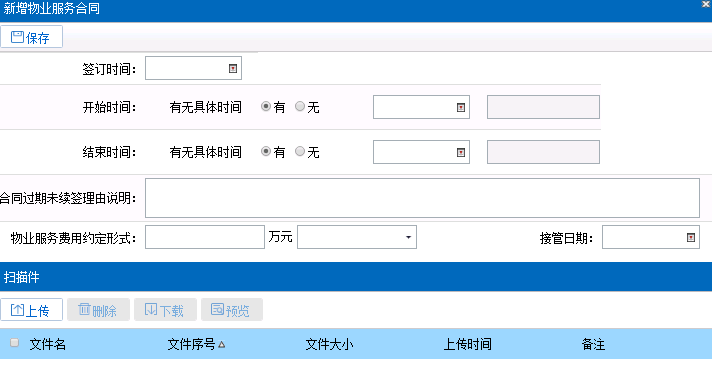 新增物业服务合同
保存
签订时间：
开始时间： 有无具体时间 有 无
结束时间： 有无具体时间 有 无
合同过期未续签理由说明：
物业服务费用约定形式： 万元 接管日期：
扫描件
上传 删除 下载 预览
文件名 文件序号 文件大小 上传时间 备注